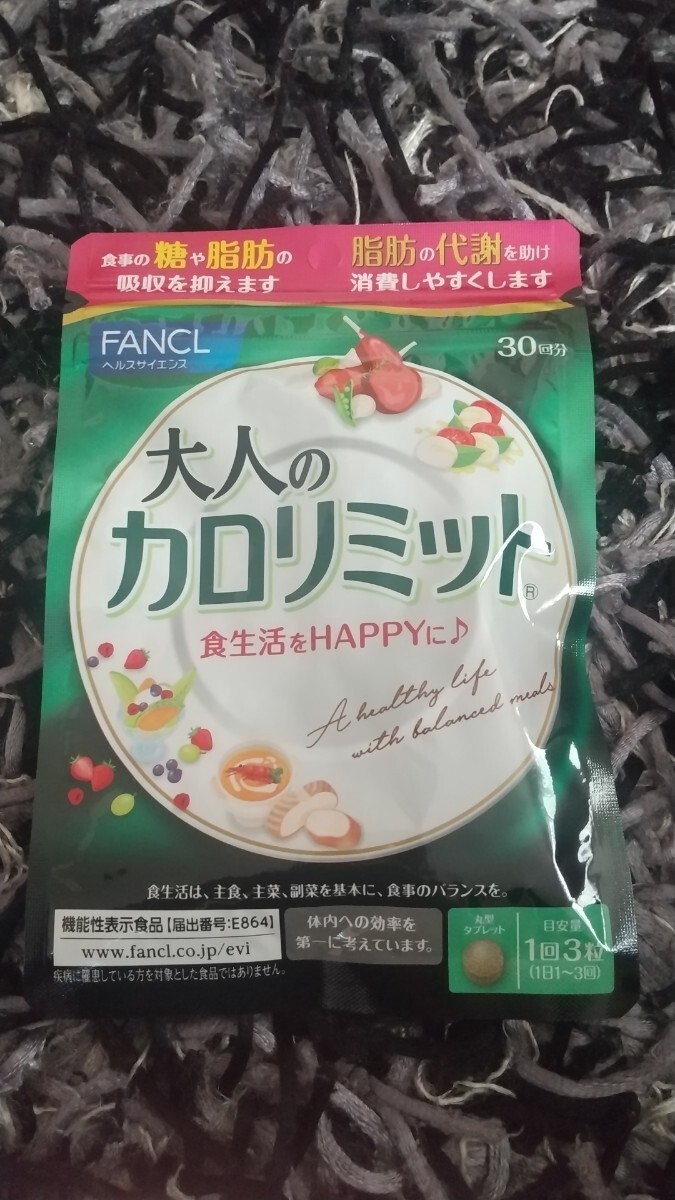 食事の糖や脂肪の
吸収を抑えます
脂肪の代謝を助け
消費しやすくします
FANCL
ヘルスサイエンス
30回分
大人の
カロリミット®
食生活をHAPPYに♪
A healthy life
with balanced meals
食生活は、主食、主菜、副菜を基本に、食事のバランスを。
機能性表示食品【届出番号:E864】
www.fancl.co.jp/evi
疾病に罹患している方を対象とした食品ではありません。
体内への効率を
第一に考えています。
丸型
タブレット
目安量
1回3粒
(1日1~3回)